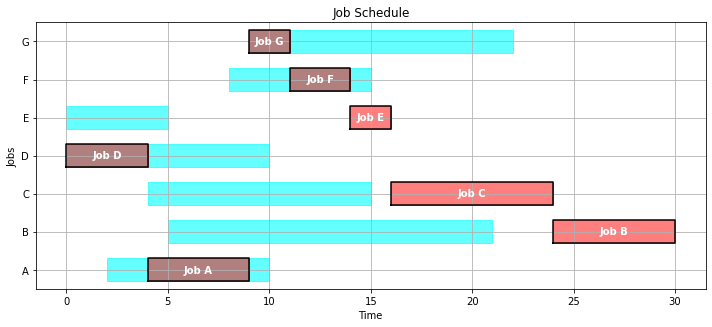 Job Schedule
G
Job G
F
Job F
E
Job E
D
Job D
C
Job C
B
Job B
A
Job A
Jobs
0 5 10 15 20 25 30
Time